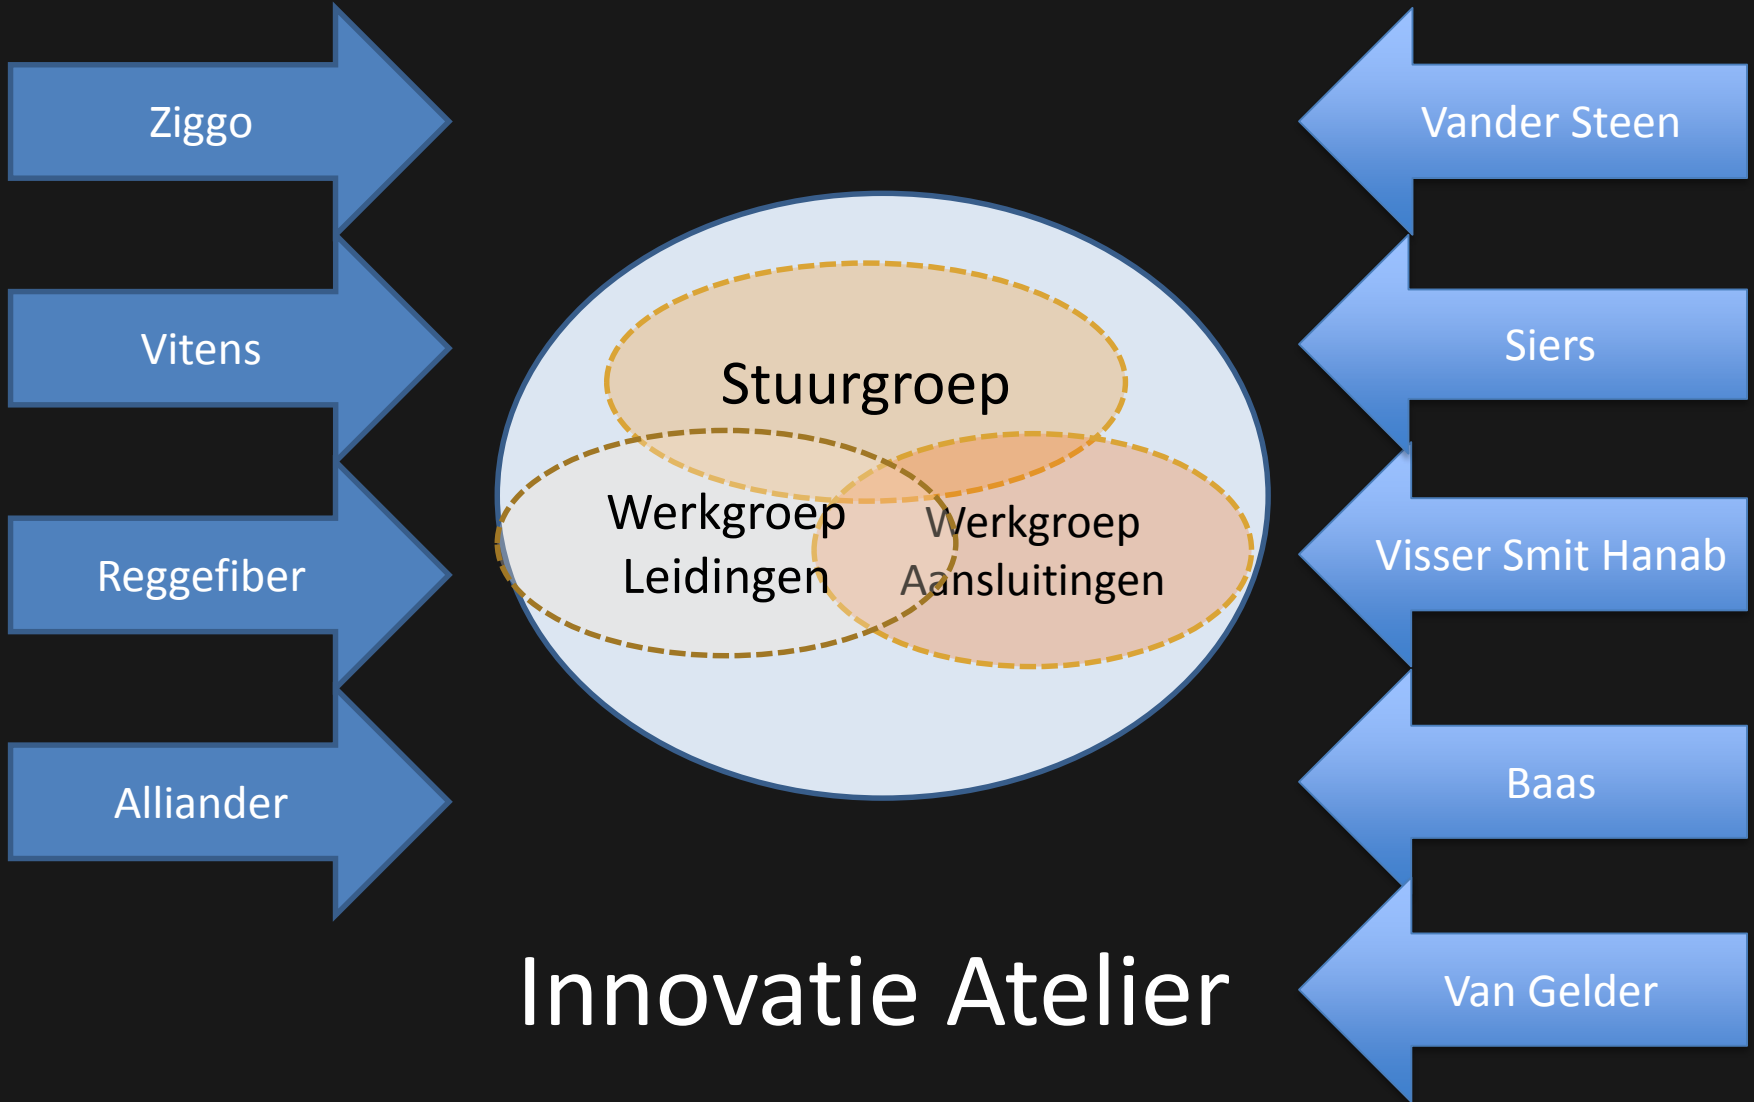 Ziggo
Vitens
Reggefiber
Alliander
Stuurgroep
Werkgroep
Leidingen
Werkgroep
Aansluitingen
Innovatie Atelier
Vander Steen
Siers
Visser Smit Hanab
Baas
Van Gelder